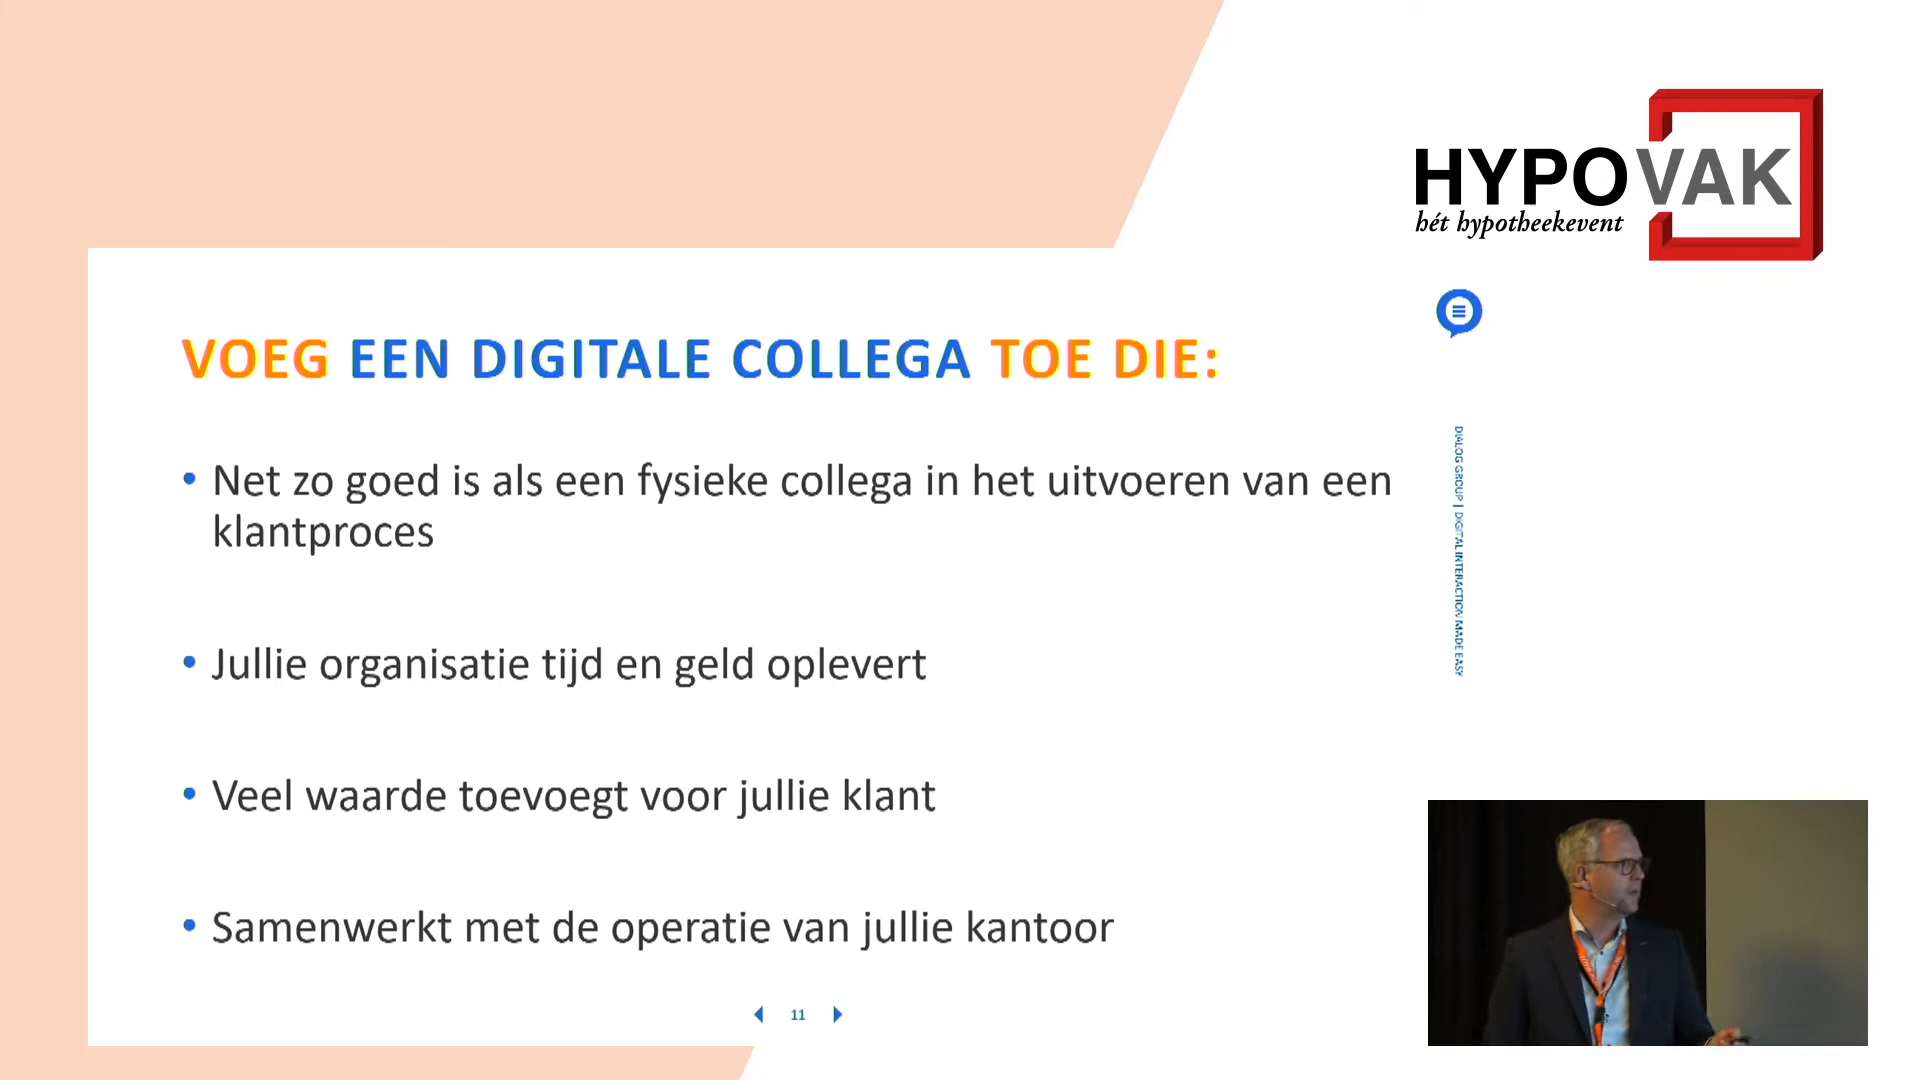 HYPOVAK
hét hypotheekevent
VOEG EEN DIGITALE COLLEGA TOE DIE:
• Net zo goed is als een fysieke collega in het uitvoeren van een
klantproces
• Jullie organisatie tijd en geld oplevert
• Veel waarde toevoegt voor jullie klant
• Samenwerkt met de operatie van jullie kantoor
DIALOG GROUP | DIGITAL INTERACTION MADE EASY
11